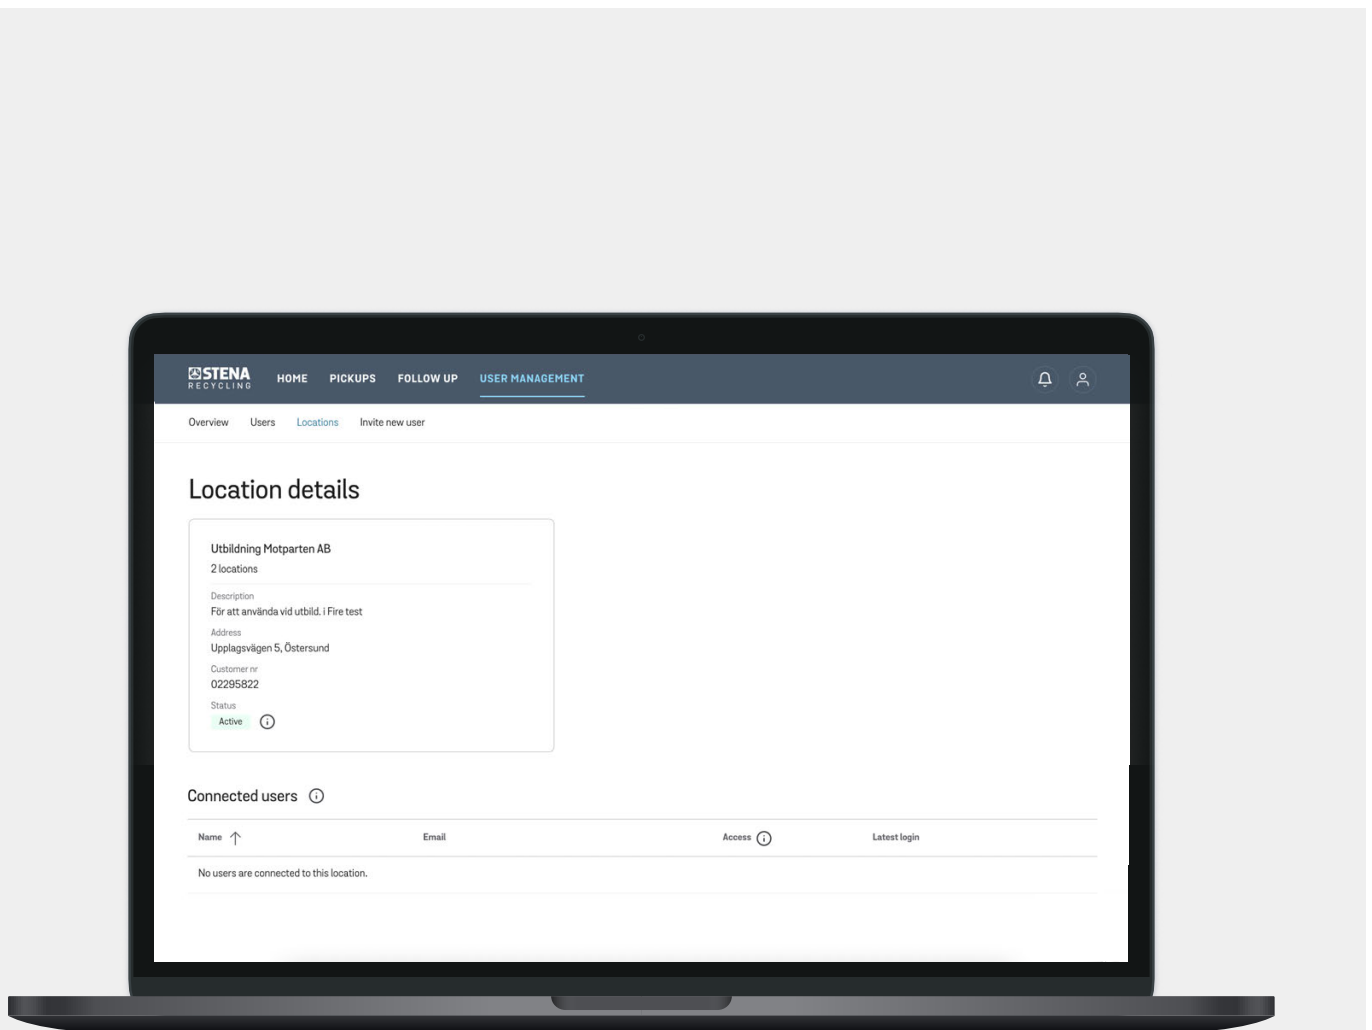 STENA
RECYCLING
HOME PICKUPS FOLLOW UP USER MANAGEMENT
Overview Users Locations Invite new user
Location details
Utbildning Motparten AB
2 locations
Description
För att använda vid utbild. i Fire test
Address
Upplagsvägen 5, Östersund
Customer nr
02295822
Status
Active
Connected users
Name Email Access Latest login
No users are connected to this location.